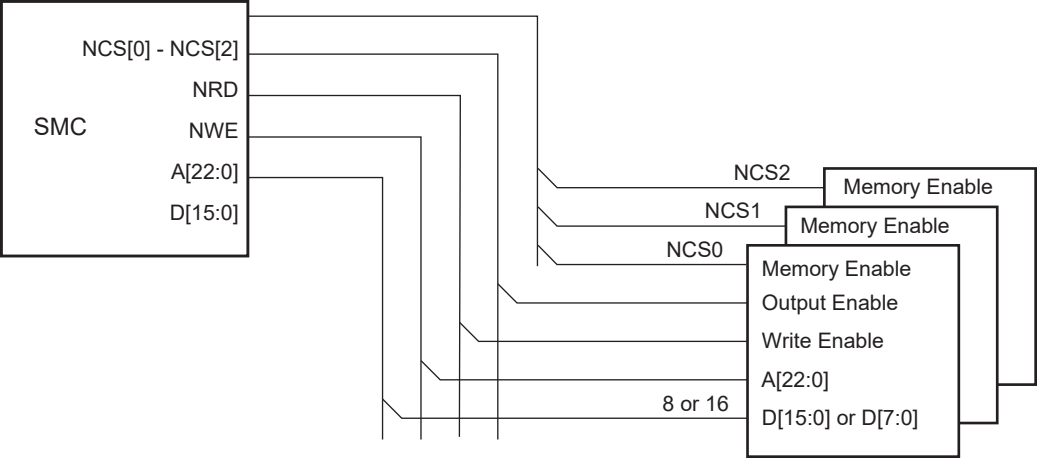 NCS[0] - NCS[2]
NRD
SMC
NWE
A[22:0]
D[15:0]
NCS2
Memory Enable
NCS1
Memory Enable
NCS0
Memory Enable
Output Enable
Write Enable
A[22:0]
8 or 16
D[15:0] or D[7:0]